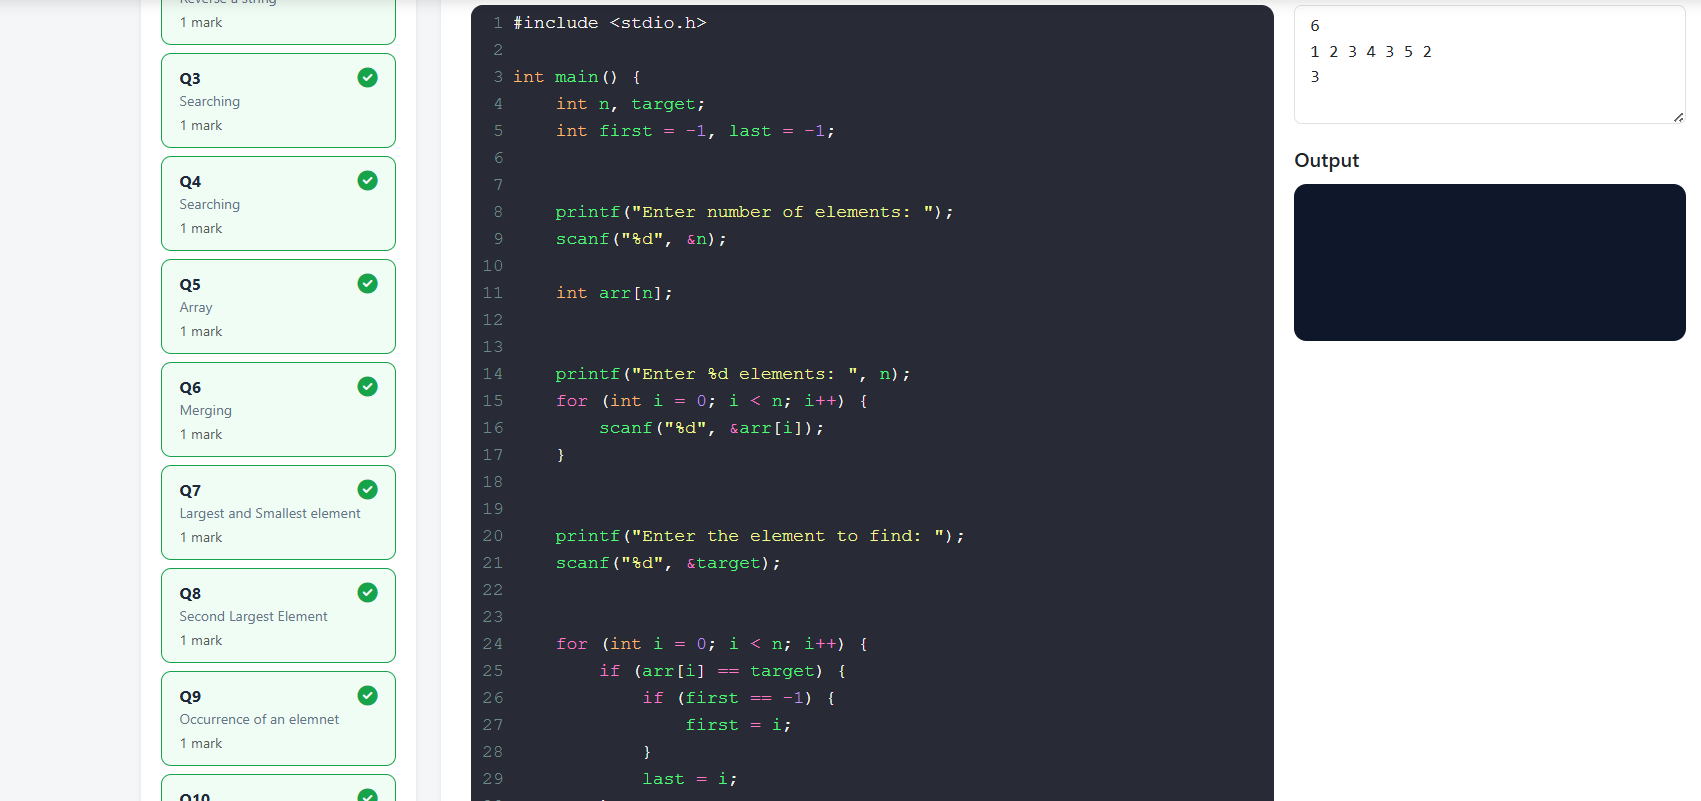 Reverse a string
1 mark
Q3
Searching
1 mark
Q4
Searching
1 mark
Q5
Array
1 mark
Q6
Merging
1 mark
Q7
Largest and Smallest element
1 mark
Q8
Second Largest Element
1 mark
Q9
Occurrence of an elemnet
1 mark
Q10
1 #include <stdio.h>
2
3 int main() {
4     int n, target;
5     int first = -1, last = -1;
6
7
8     printf("Enter number of elements: ");
9     scanf("%d", &n);
10
11     int arr[n];
12
13
14     printf("Enter %d elements: ", n);
15     for (int i = 0; i < n; i++) {
16         scanf("%d", &arr[i]);
17     }
18
19
20     printf("Enter the element to find: ");
21     scanf("%d", &target);
22
23
24     for (int i = 0; i < n; i++) {
25         if (arr[i] == target) {
26             if (first == -1) {
27                 first = i;
28             }
29             last = i;
6
1 2 3 4 3 5 2
3
Output